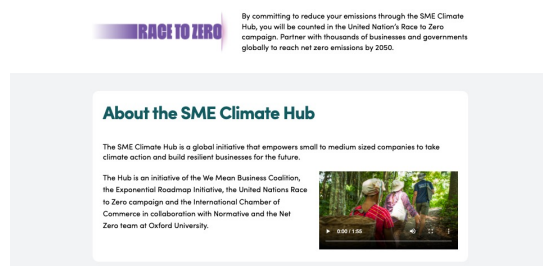 RACE TO ZERO
By committing to reduce your emissions through the SME Climate
Hub, you will be counted in the United Nation's Race to Zero
campaign. Partner with thousands of businesses and governments
globally to reach net zero emissions by 2050.
About the SME Climate Hub
The SME Climate Hub is a global initiative that empowers small to medium sized companies to take
climate action and build resilient businesses for the future.
The Hub is an initiative of the We Mean Business Coalition,
the Exponential Roadmap Initiative, the United Nations Race
to Zero campaign and the International Chamber of
Commerce in collaboration with Normative and the Net
Zero team at Oxford University.
0:00 / 1:55